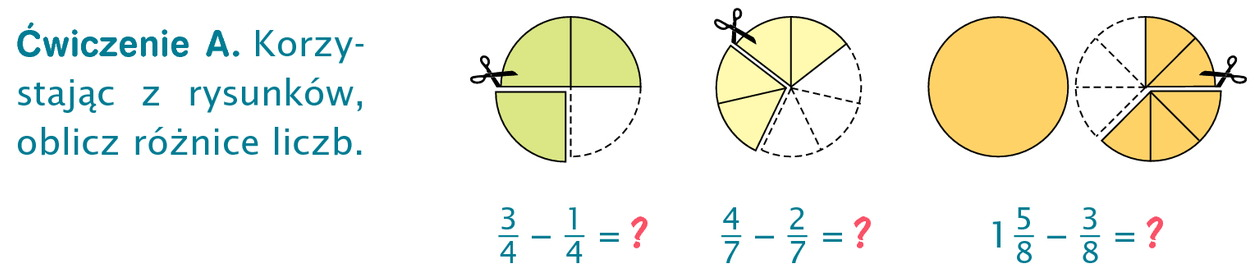 Ćwiczenie A. Korzy-
stając z rysunków,
oblicz różnice liczb.
3/4 − 1/4 = ?
4/7 − 2/7 = ?
1 5/8 − 3/8 = ?